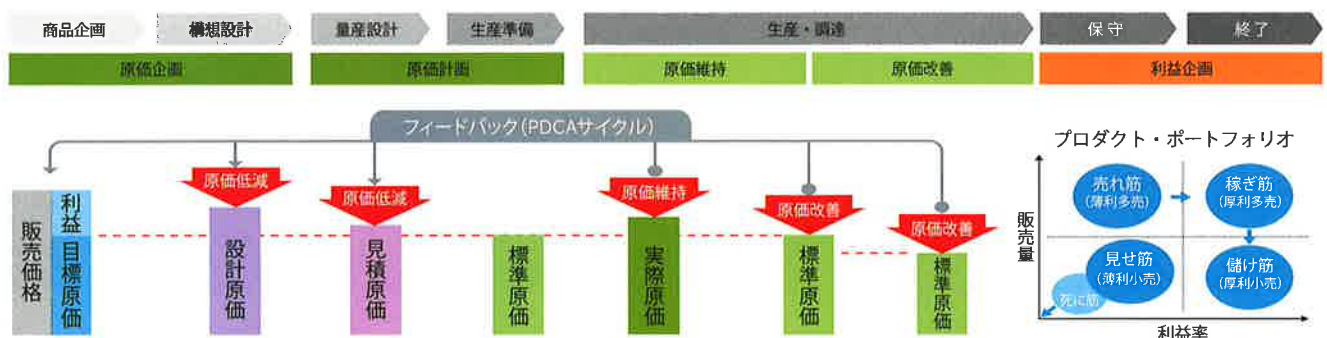 商品企画
構想設計
量産設計
生産準備
生産・調達
保守
終了
原価企画
原価計画
原価維持
原価改善
利益企画
フィードバック(PDCAサイクル)
販売価格
利益
目標原価
原価低減
設計原価
原価低減
見積原価
標準原価
原価維持
実際原価
原価改善
標準原価
原価改善
標準原価
プロダクト・ポートフォリオ
販売量
売れ筋
(薄利多売)
稼ぎ筋
(厚利多売)
見せ筋
(薄利小売)
儲け筋
(厚利小売)
死に筋
利益率